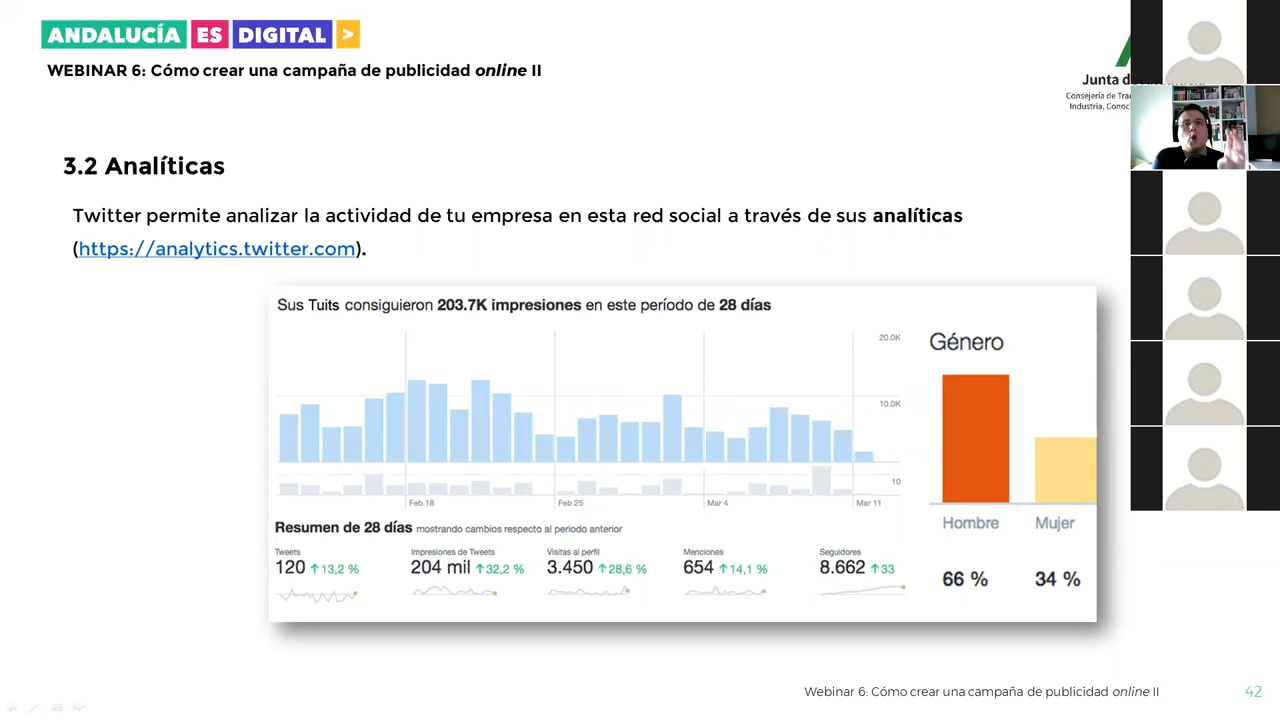 ANDALUCÍA ES DIGITAL >
WEBINAR 6: Cómo crear una campaña de publicidad online II
Junta d
Consejería de Tra
Industria, Conoc
3.2 Analíticas
Twitter permite analizar la actividad de tu empresa en esta red social a través de sus analíticas
(https://analytics.twitter.com).
Sus Tuits consiguieron 203.7K impresiones en este período de 28 días
20.0K
10.0K
10
Feb 18 Feb 25 Mar 4 Mar 11
Género
Hombre Mujer
66 % 34 %
Resumen de 28 días mostrando cambios respecto al periodo anterior
Tweets Impresiones de Tweets Visitas al perfil Menciones Seguidores
120 ↑13,2 % 204 mil ↑32,2 % 3.450 ↑28,6 % 654 ↑14,1 % 8.662 ↑33
Webinar 6: Cómo crear una campaña de publicidad online II 42